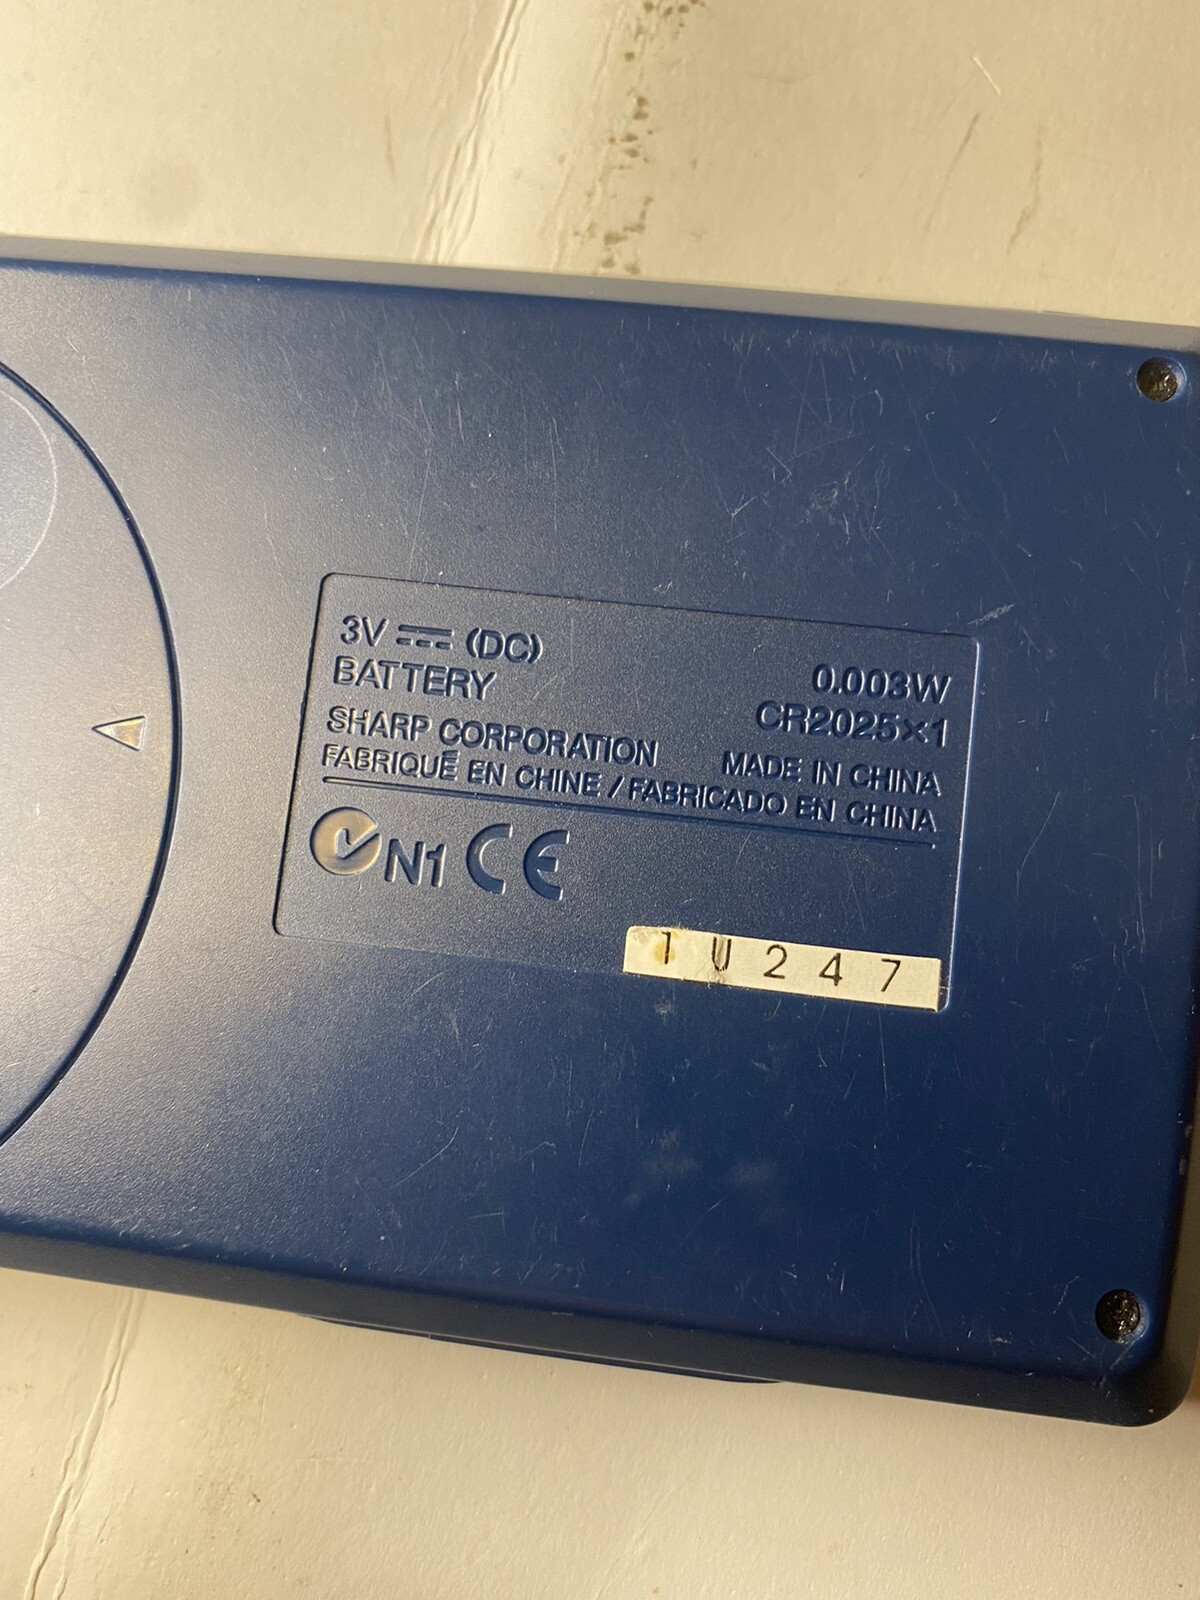 3V ⎓ (DC) 0.003W
BATTERY CR2025×1
SHARP CORPORATION MADE IN CHINA
FABRIQUÉ EN CHINE / FABRICADO EN CHINA
N1 CE
1U247